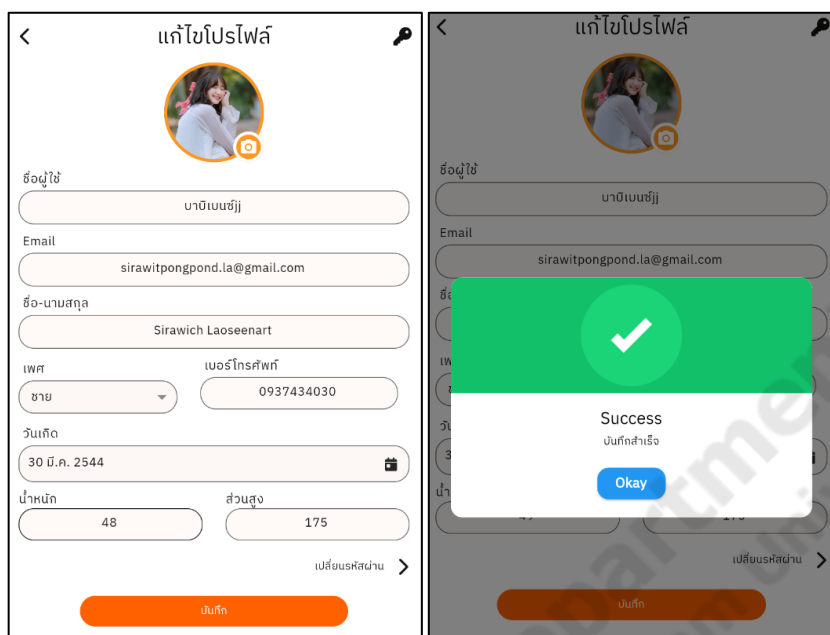 แก้ไขโปรไฟล์
ชื่อผู้ใช้
บาบีเบนซ์jj
Email
sirawitpongpond.la@gmail.com
ชื่อ-นามสกุล
Sirawich Laoseenart
เพศ
เบอร์โทรศัพท์
ชาย
0937434030
วันเกิด
30 มี.ค. 2544
น้ำหนัก
ส่วนสูง
48
175
เปลี่ยนรหัสผ่าน
บันทึก
แก้ไขโปรไฟล์
ชื่อผู้ใช้
บาบีเบนซ์jj
Email
sirawitpongpond.la@gmail.com
Success
บันทึกสำเร็จ
Okay
เปลี่ยนรหัสผ่าน
บันทึก